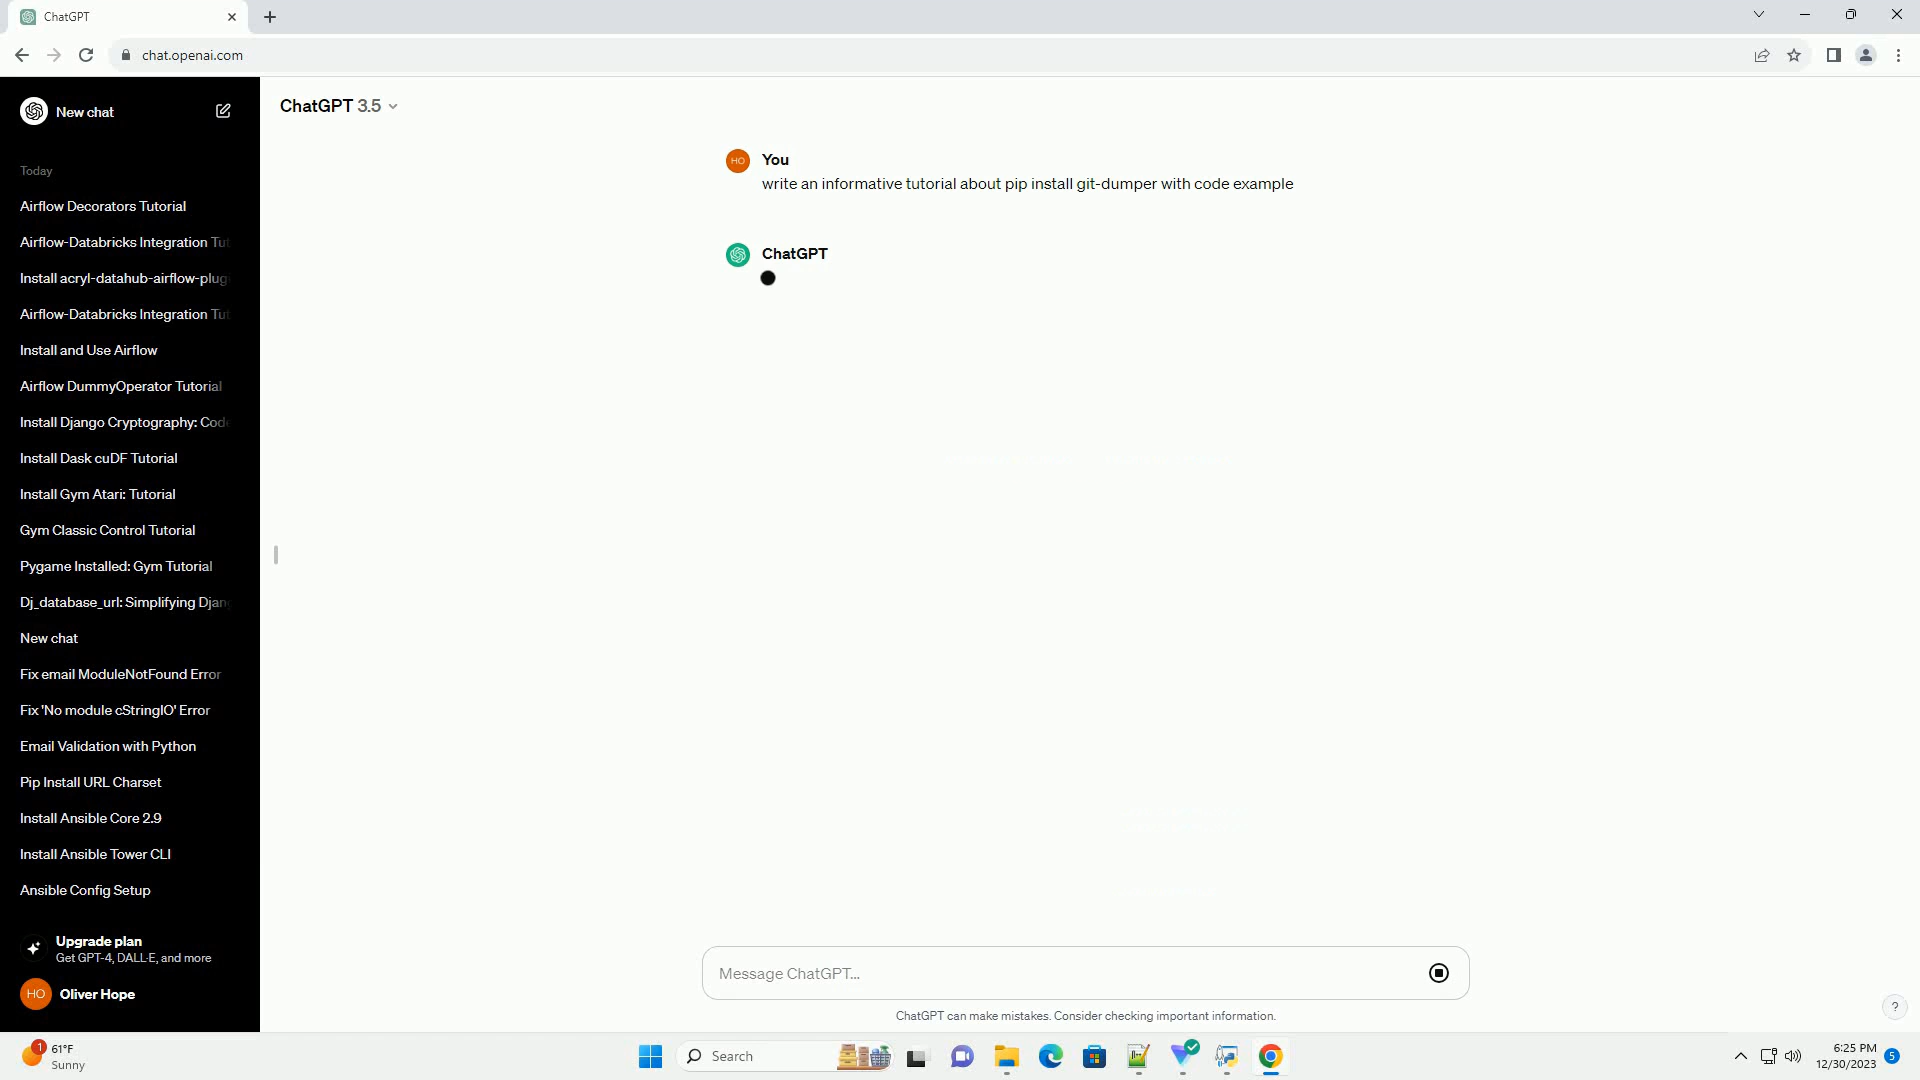 ChatGPT
chat.openai.com
New chat
Today
Airflow Decorators Tutorial
Airflow-Databricks Integration Tut
Install acryl-datahub-airflow-plug
Airflow-Databricks Integration Tut
Install and Use Airflow
Airflow DummyOperator Tutorial
Install Django Cryptography: Code
Install Dask cuDF Tutorial
Install Gym Atari: Tutorial
Gym Classic Control Tutorial
Pygame Installed: Gym Tutorial
Dj_database_url: Simplifying Djan
New chat
Fix email ModuleNotFound Error
Fix 'No module cStringIO' Error
Email Validation with Python
Pip Install URL Charset
Install Ansible Core 2.9
Install Ansible Tower CLI
Ansible Config Setup
Upgrade plan
Get GPT-4, DALL·E, and more
HO Oliver Hope
ChatGPT 3.5
HO You
write an informative tutorial about pip install git-dumper with code example
ChatGPT
Message ChatGPT...
ChatGPT can make mistakes. Consider checking important information.
?
1 61°F
Sunny
Search
6:25 PM
12/30/2023 5